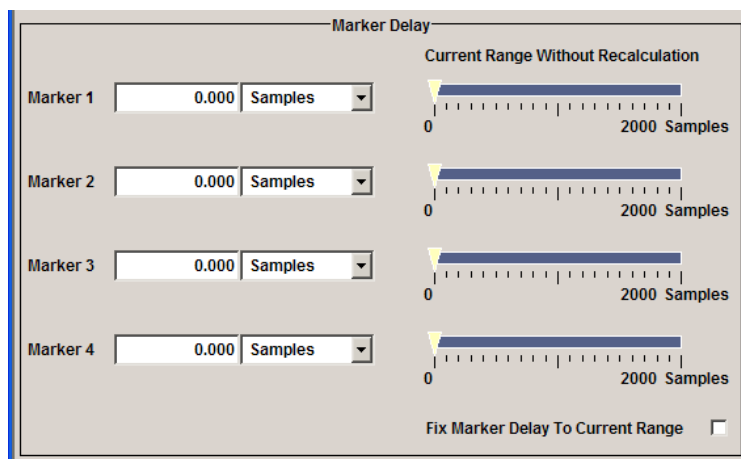 Marker Delay
Current Range Without Recalculation
Marker 1 0.000 Samples
0 2000 Samples
Marker 2 0.000 Samples
0 2000 Samples
Marker 3 0.000 Samples
0 2000 Samples
Marker 4 0.000 Samples
0 2000 Samples
Fix Marker Delay To Current Range